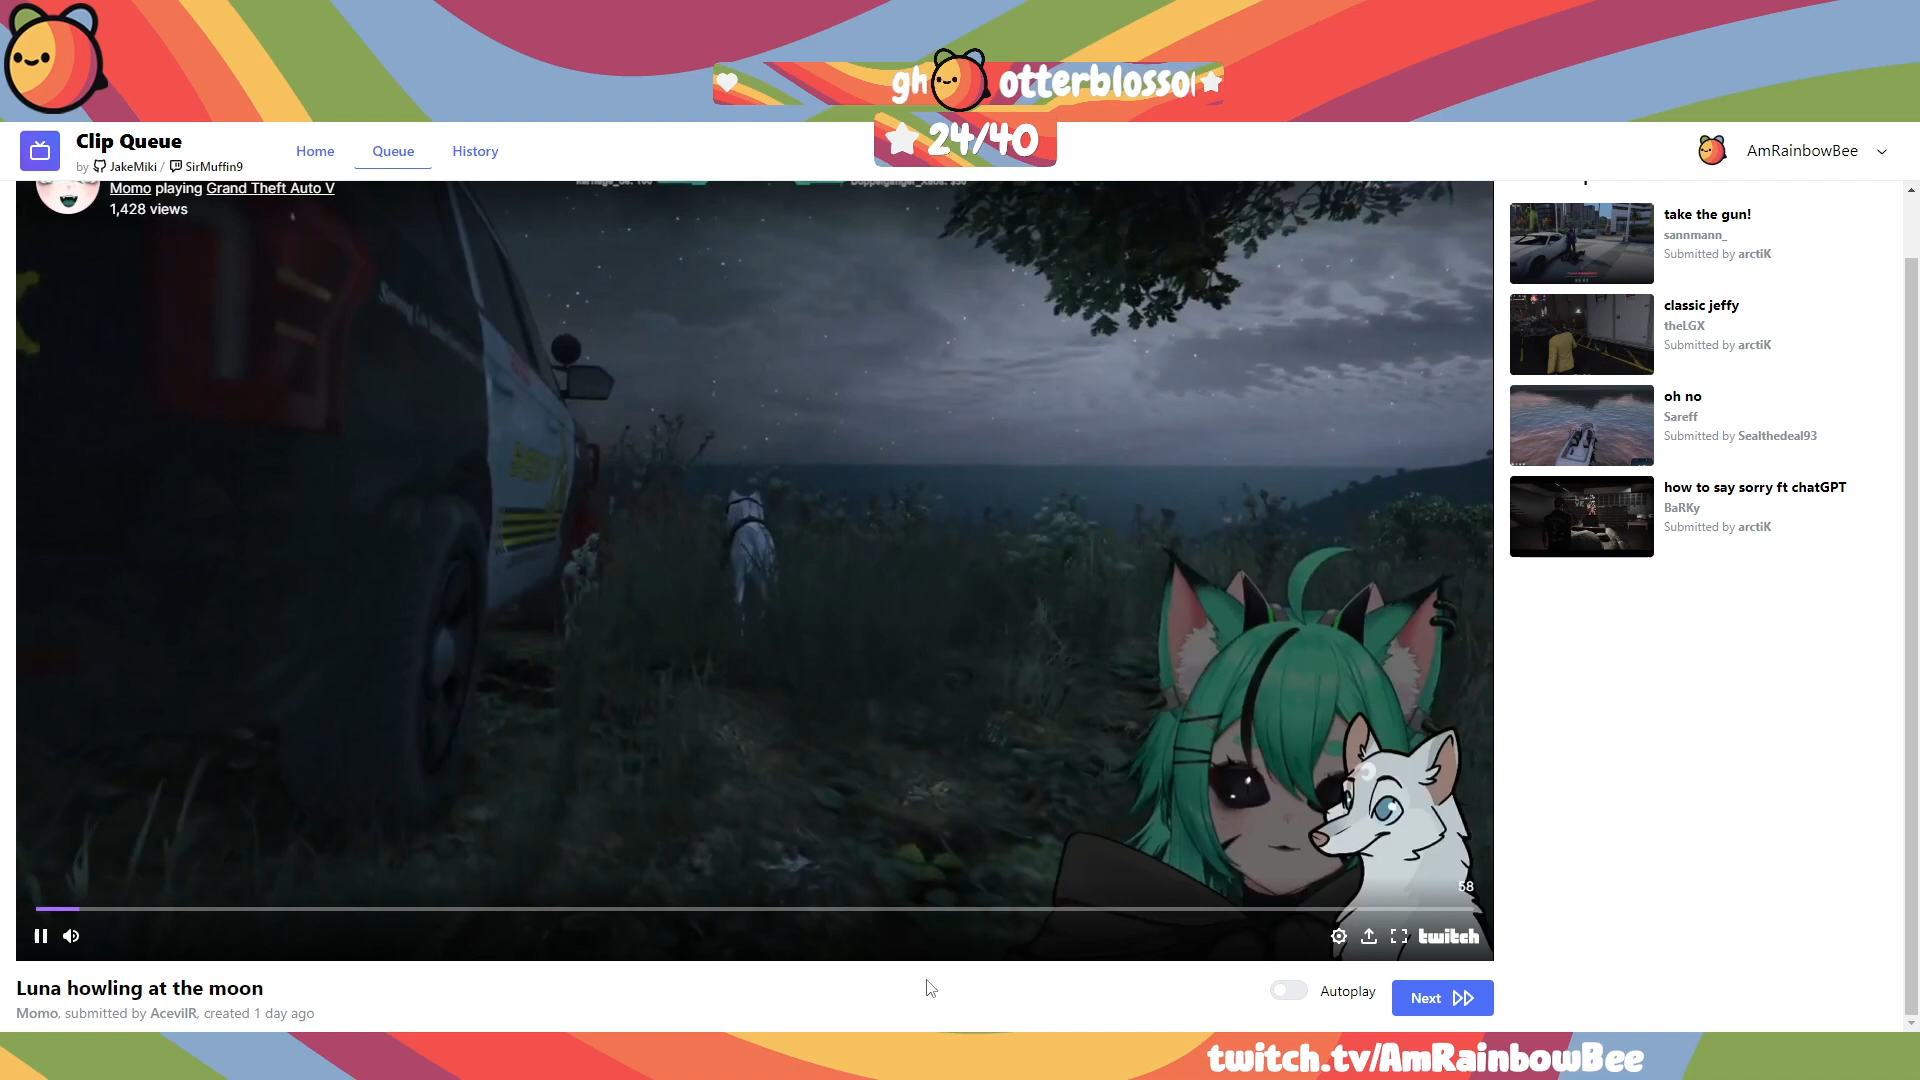 gh otterblosso
24/40
Clip Queue
by JakeMiki / SirMuffin9
Home
Queue
History
AmRainbowBee
Momo playing Grand Theft Auto V
1,428 views
take the gun!
sannmann_
Submitted by arctiK
classic jeffy
theLGX
Submitted by arctiK
oh no
Sareff
Submitted by Sealthedeal93
how to say sorry ft chatGPT
BaRKy
Submitted by arctiK
58
twitch
Luna howling at the moon
Momo, submitted by AcevilR, created 1 day ago
Autoplay
Next
twitch.tv/AmRainbowBee